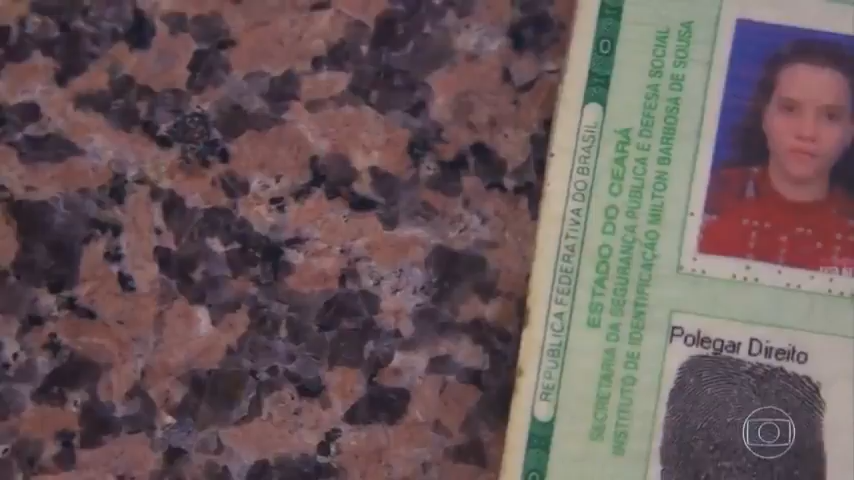 REPÚBLICA FEDERATIVA DO BRASIL
ESTADO DO CEARÁ
SECRETARIA DA SEGURANÇA PÚBLICA E DEFESA SOCIAL
INSTITUTO DE IDENTIFICAÇÃO MILTON BARBOSA DE SOUSA
Polegar Direito